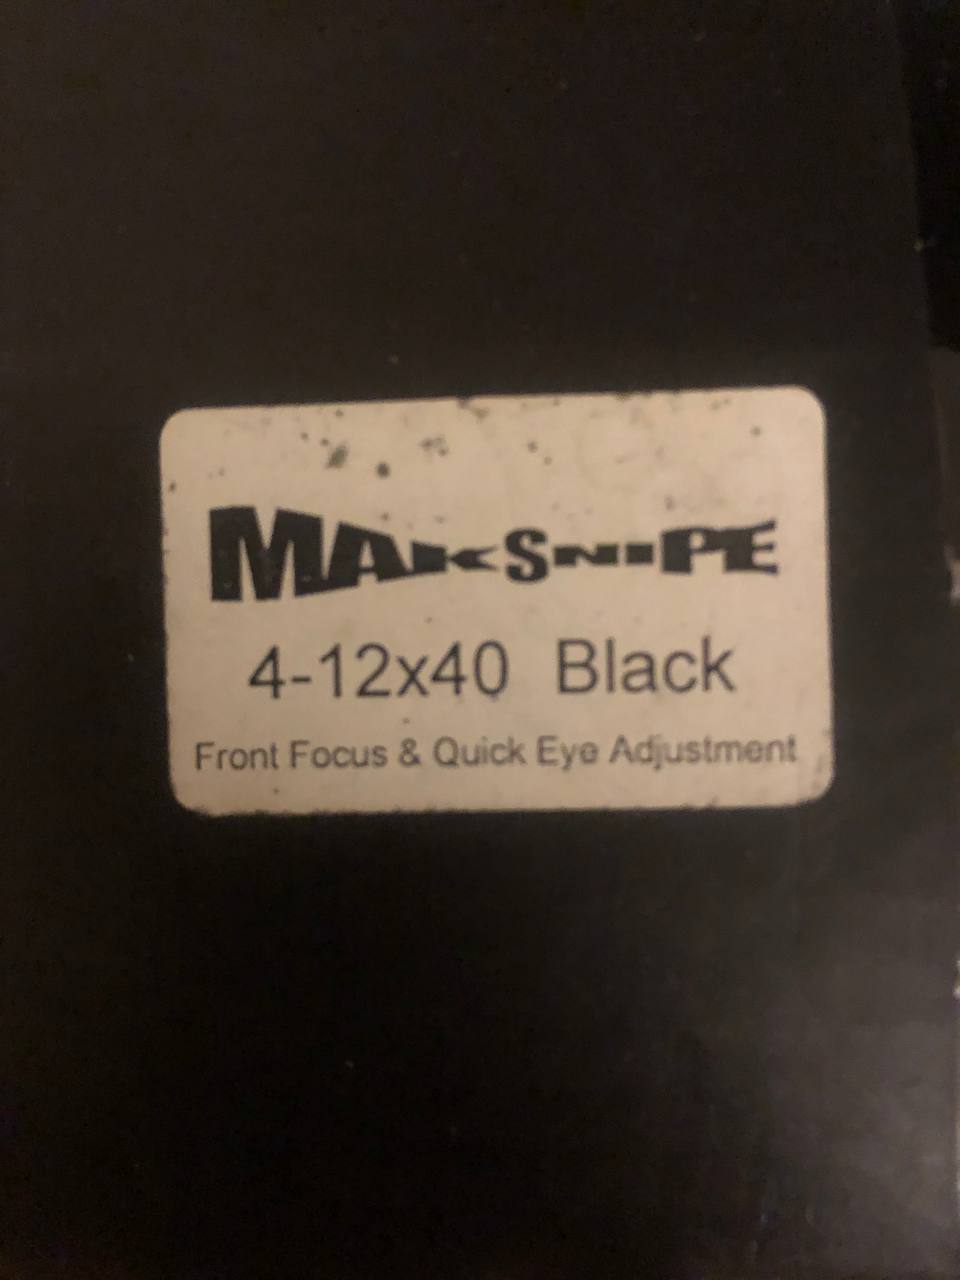 MAKSNIPE
4-12x40 Black
Front Focus & Quick Eye Adjustment